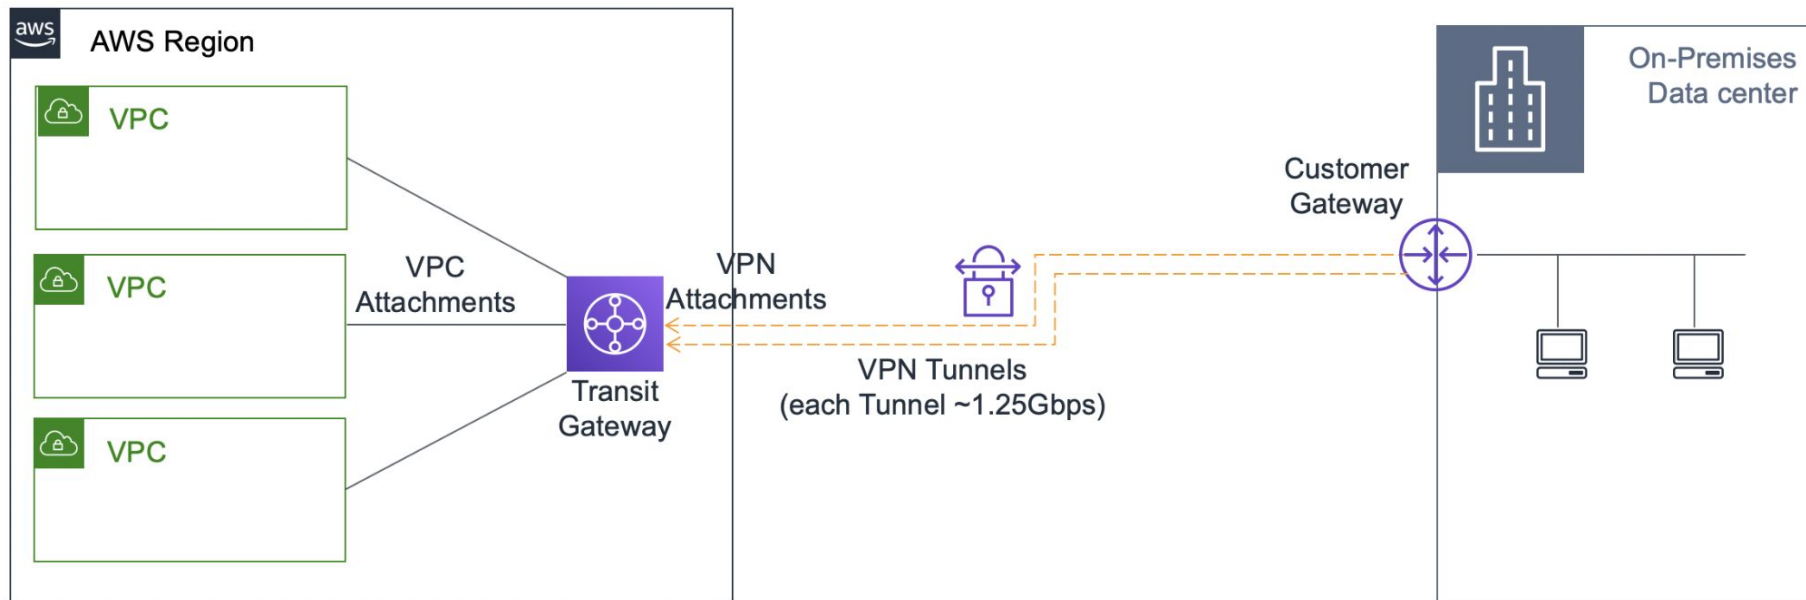 aws
AWS Region
VPC
VPC
VPC
VPC
Attachments
Transit
Gateway
VPN
Attachments
VPN Tunnels
(each Tunnel ~1.25Gbps)
Customer
Gateway
On-Premises
Data center